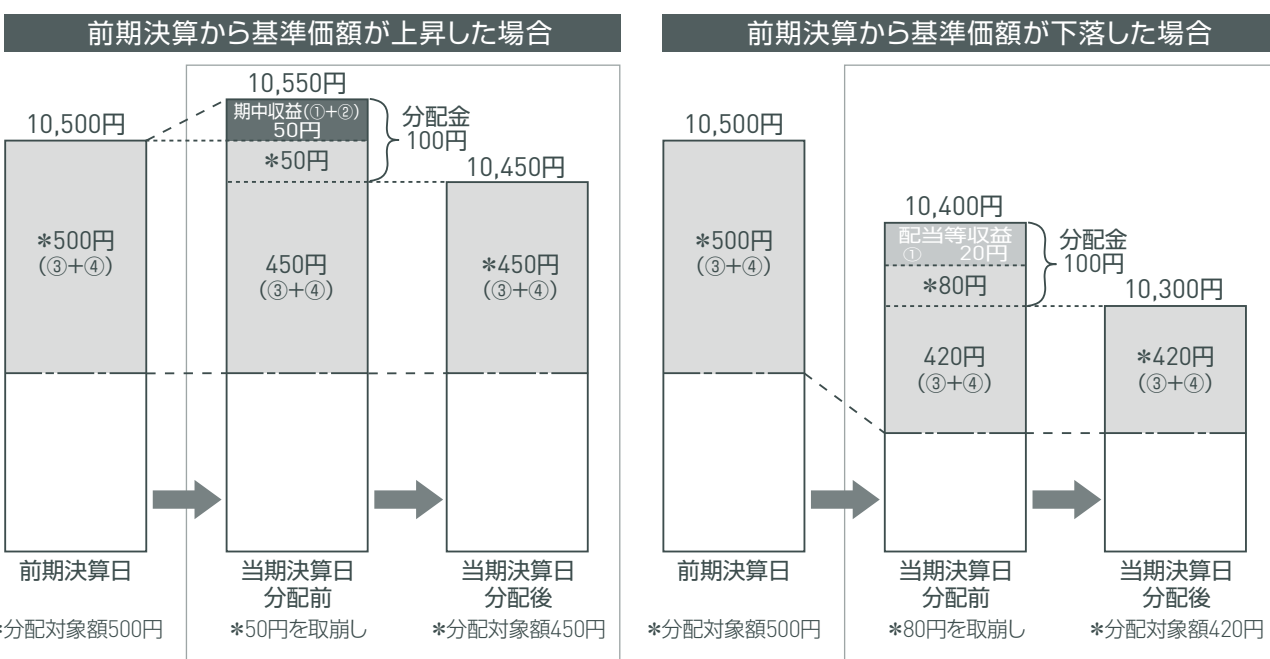 前期決算から基準価額が上昇した場合
10,500円
*500円
(③+④)
前期決算日
*分配対象額500円
10,550円
期中収益(①+②)
50円
*50円
450円
(③+④)
分配金
100円
当期決算日
分配前
*50円を取崩し
10,450円
*450円
(③+④)
当期決算日
分配後
*分配対象額450円
前期決算から基準価額が下落した場合
10,500円
*500円
(③+④)
前期決算日
*分配対象額500円
10,400円
配当等収益
① 20円
*80円
420円
(③+④)
分配金
100円
当期決算日
分配前
*80円を取崩し
10,300円
*420円
(③+④)
当期決算日
分配後
*分配対象額420円